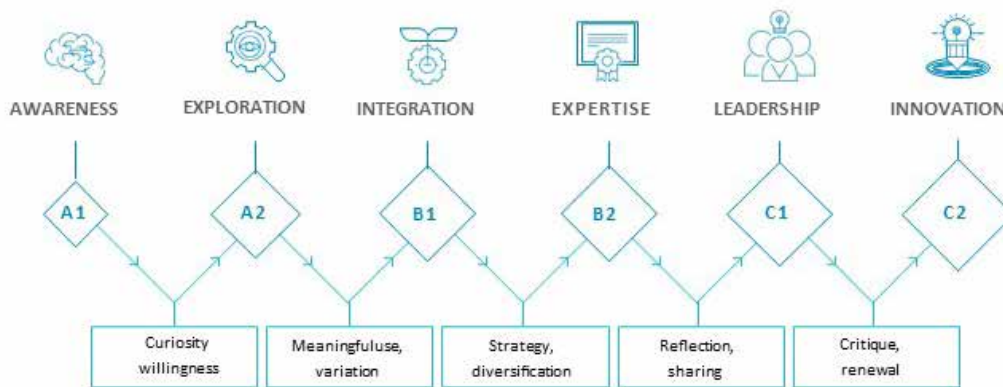 AWARENESS EXPLORATION INTEGRATION EXPERTISE LEADERSHIP INNOVATION
A1 A2 B1 B2 C1 C2
Curiosity
willingness
Meaningfuluse,
variation
Strategy,
diversification
Reflection,
sharing
Critique,
renewal